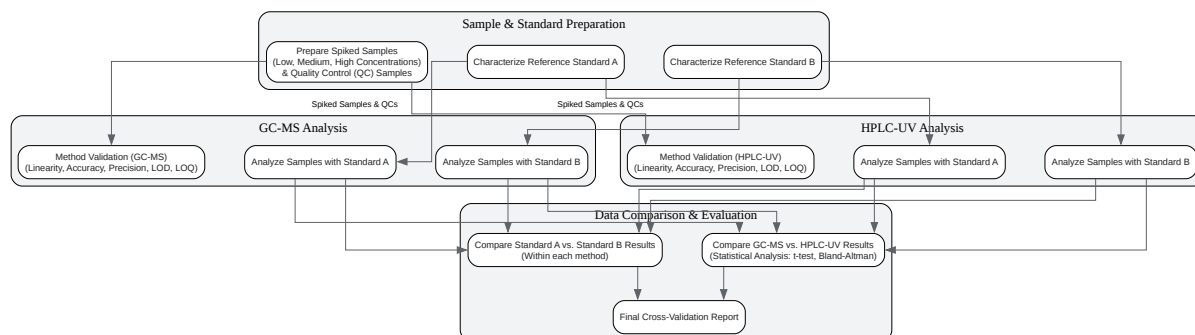 Sample & Standard Preparation
Prepare Spiked Samples
(Low, Medium, High Concentrations)
& Quality Control (QC) Samples
Characterize Reference Standard A
Characterize Reference Standard B
Spiked Samples & QCs
Spiked Samples & QCs
GC-MS Analysis
HPLC-UV Analysis
Method Validation (GC-MS)
(Linearity, Accuracy, Precision, LOD, LOQ)
Analyze Samples with Standard A
Analyze Samples with Standard B
Method Validation (HPLC-UV)
(Linearity, Accuracy, Precision, LOD, LOQ)
Analyze Samples with Standard A
Analyze Samples with Standard B
Data Comparison & Evaluation
Compare Standard A vs. Standard B Results
(Within each method)
Compare GC-MS vs. HPLC-UV Results
(Statistical Analysis: t-test, Bland-Altman)
Final Cross-Validation Report